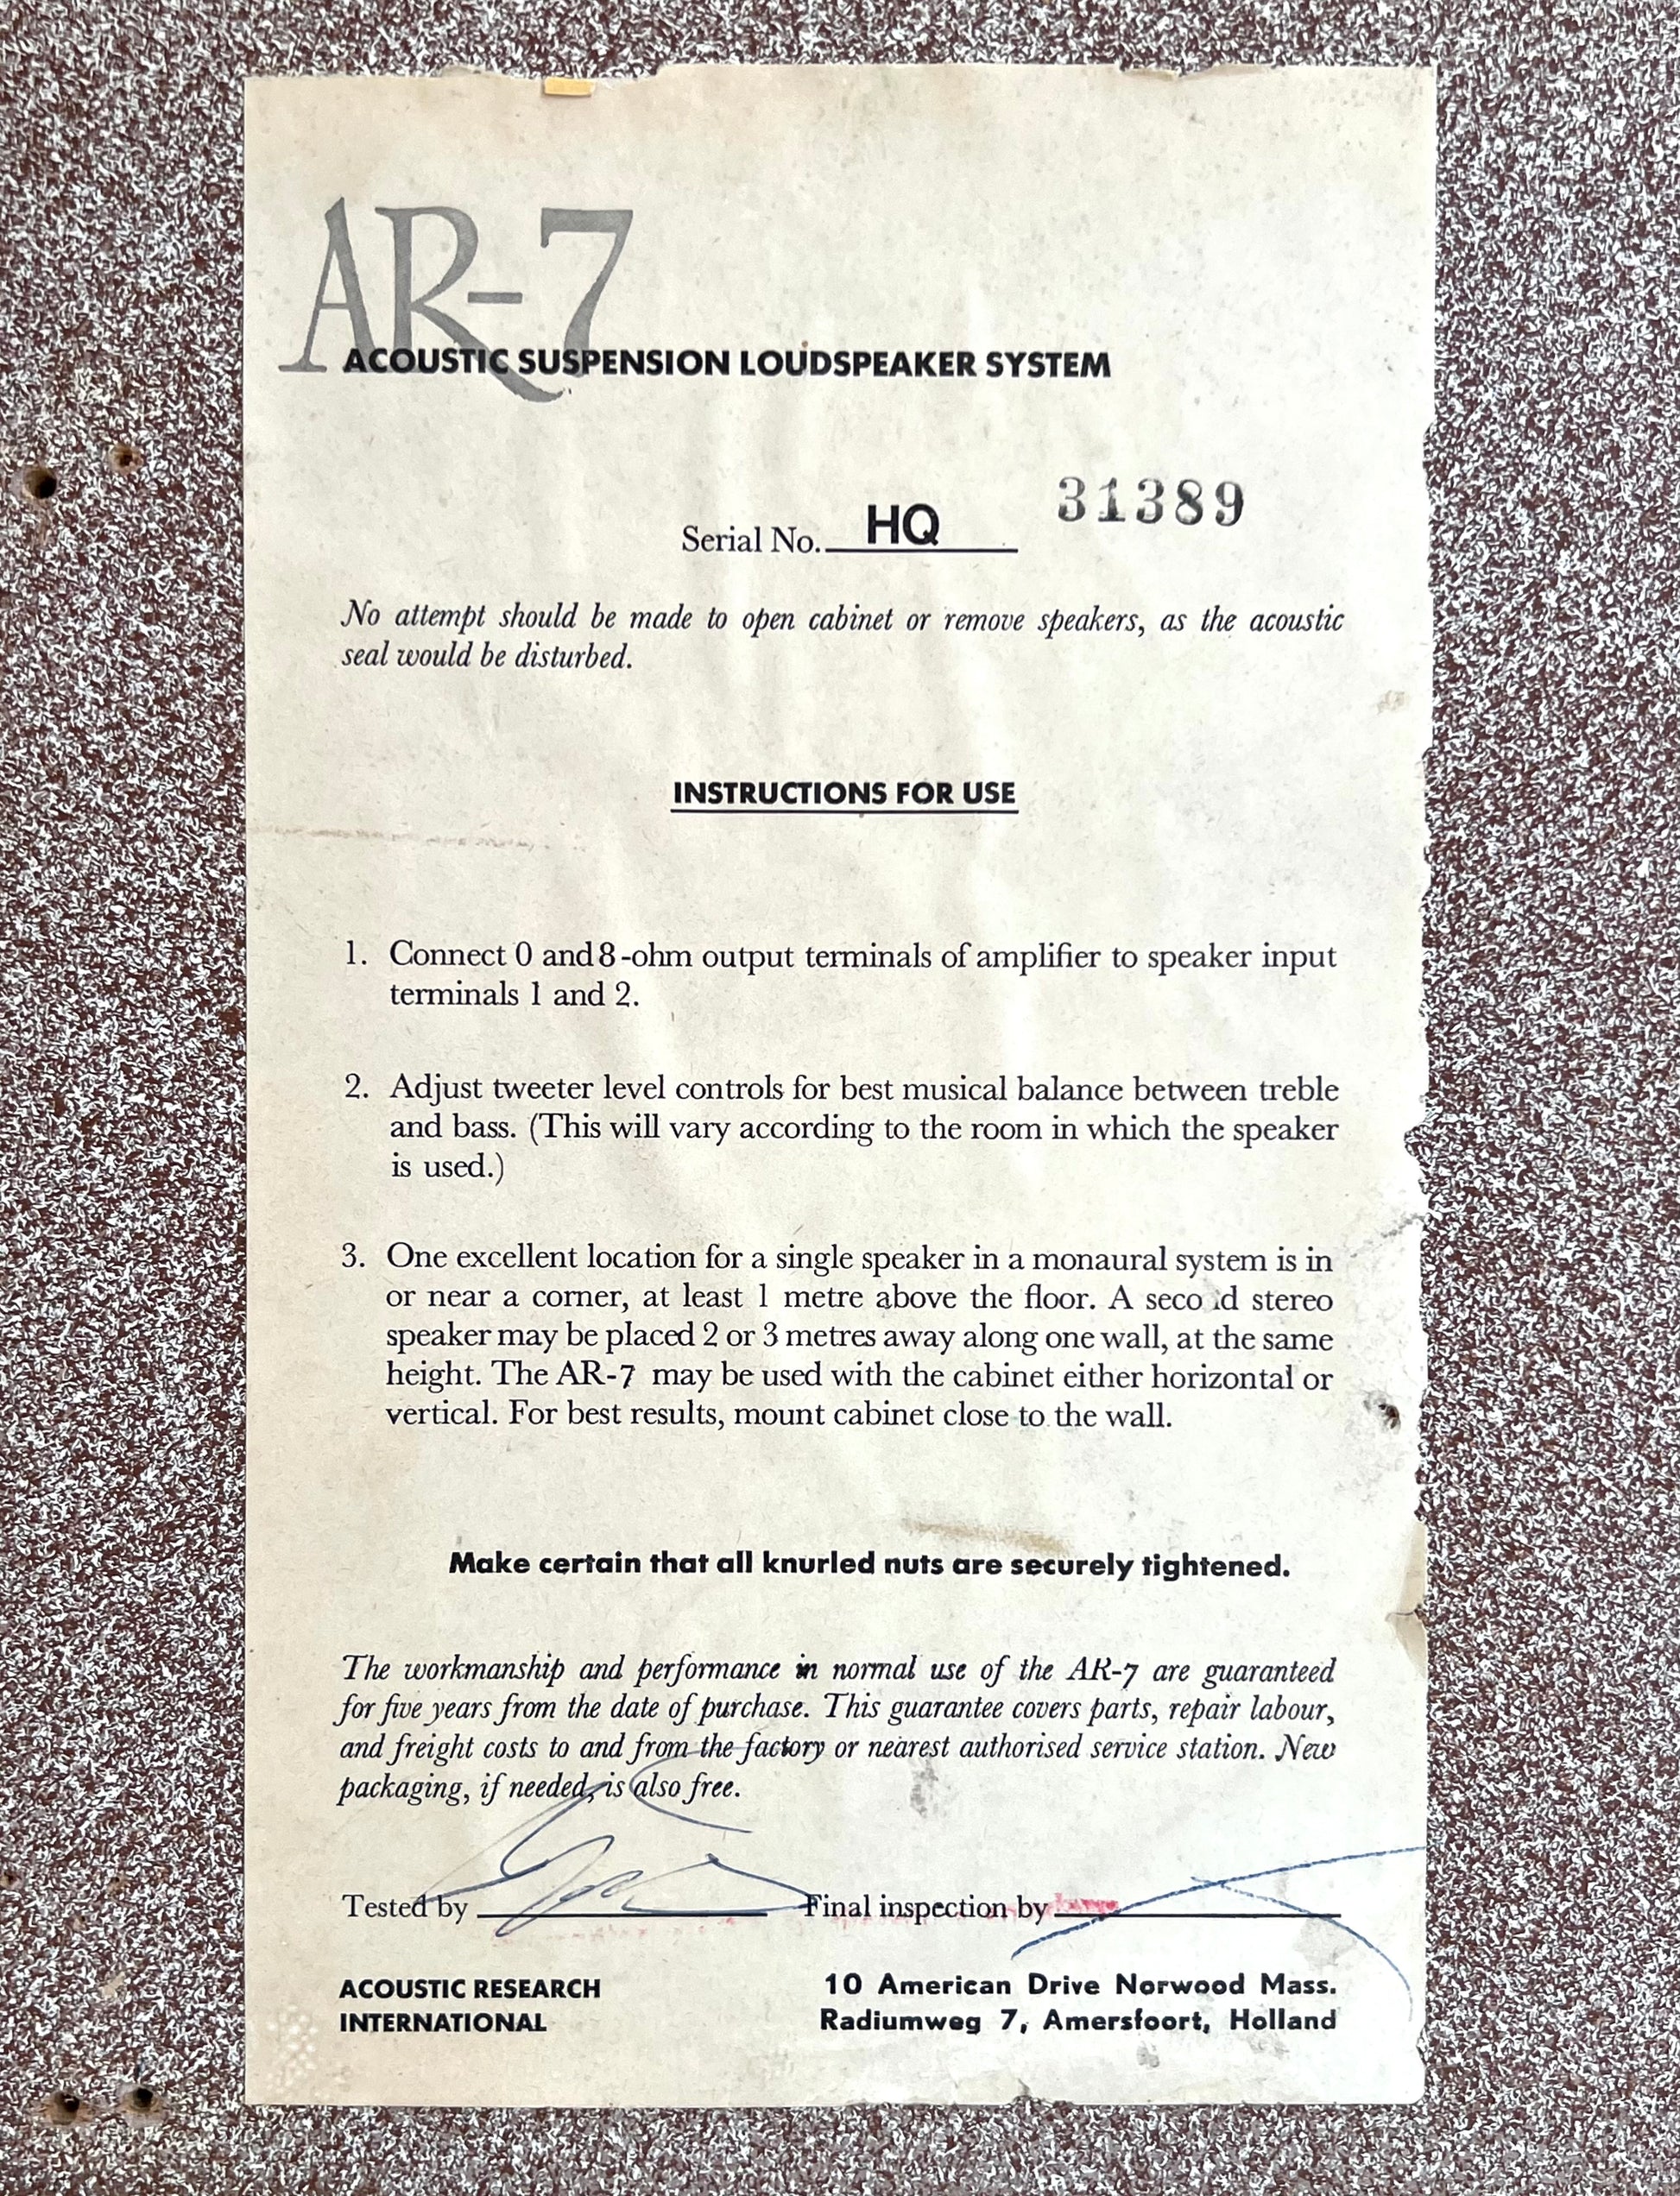 AR-7
ACOUSTIC SUSPENSION LOUDSPEAKER SYSTEM
Serial No. HQ 31389
No attempt should be made to open cabinet or remove speakers, as the acoustic
seal would be disturbed.
INSTRUCTIONS FOR USE
1. Connect 0 and 8-ohm output terminals of amplifier to speaker input
terminals 1 and 2.
2. Adjust tweeter level controls for best musical balance between treble
and bass. (This will vary according to the room in which the speaker
is used.)
3. One excellent location for a single speaker in a monaural system is in
or near a corner, at least 1 metre above the floor. A second stereo
speaker may be placed 2 or 3 metres away along one wall, at the same
height. The AR-7 may be used with the cabinet either horizontal or
vertical. For best results, mount cabinet close to the wall.
Make certain that all knurled nuts are securely tightened.
The workmanship and performance in normal use of the AR-7 are guaranteed
for five years from the date of purchase. This guarantee covers parts, repair labour,
and freight costs to and from the factory or nearest authorised service station. New
packaging, if needed, is also free.
Tested by Final inspection by
ACOUSTIC RESEARCH 10 American Drive Norwood Mass.
INTERNATIONAL Radiumweg 7, Amersfoort, Holland